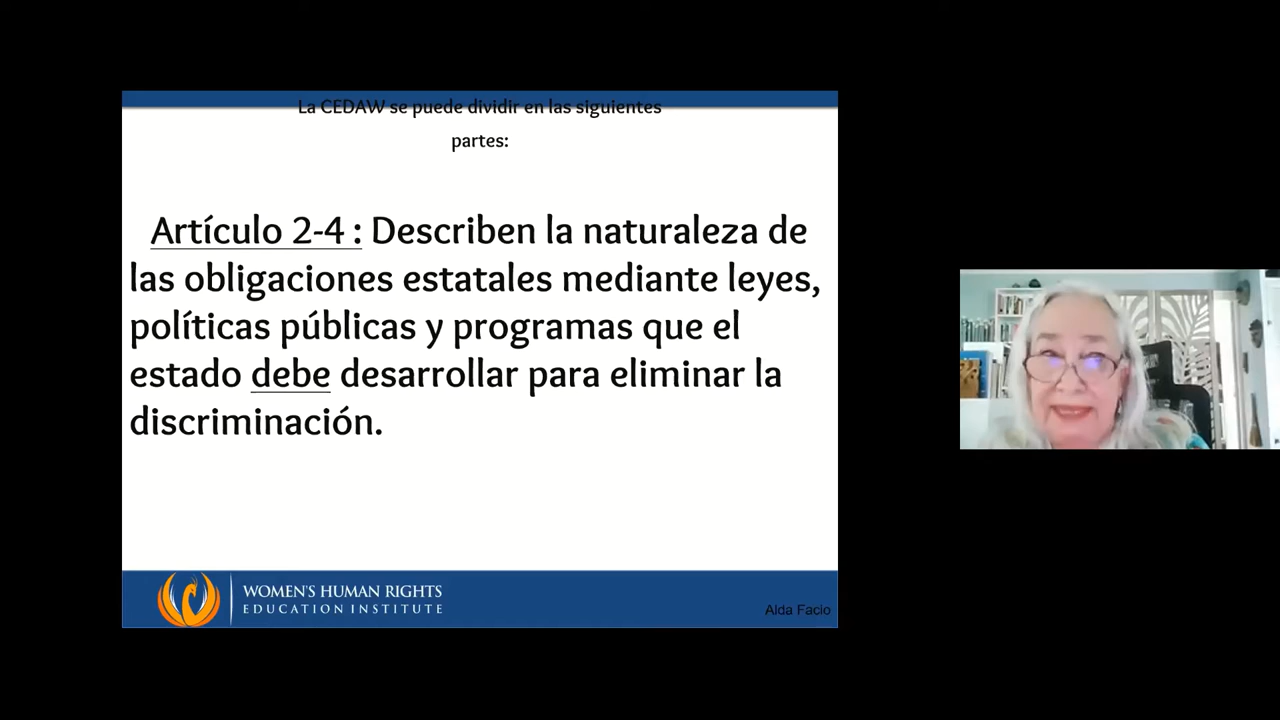 La CEDAW se puede dividir en las siguientes
partes:
Artículo 2-4 : Describen la naturaleza de
las obligaciones estatales mediante leyes,
políticas públicas y programas que el
estado debe desarrollar para eliminar la
discriminación.
WOMEN'S HUMAN RIGHTS
EDUCATION INSTITUTE
Alda Facio